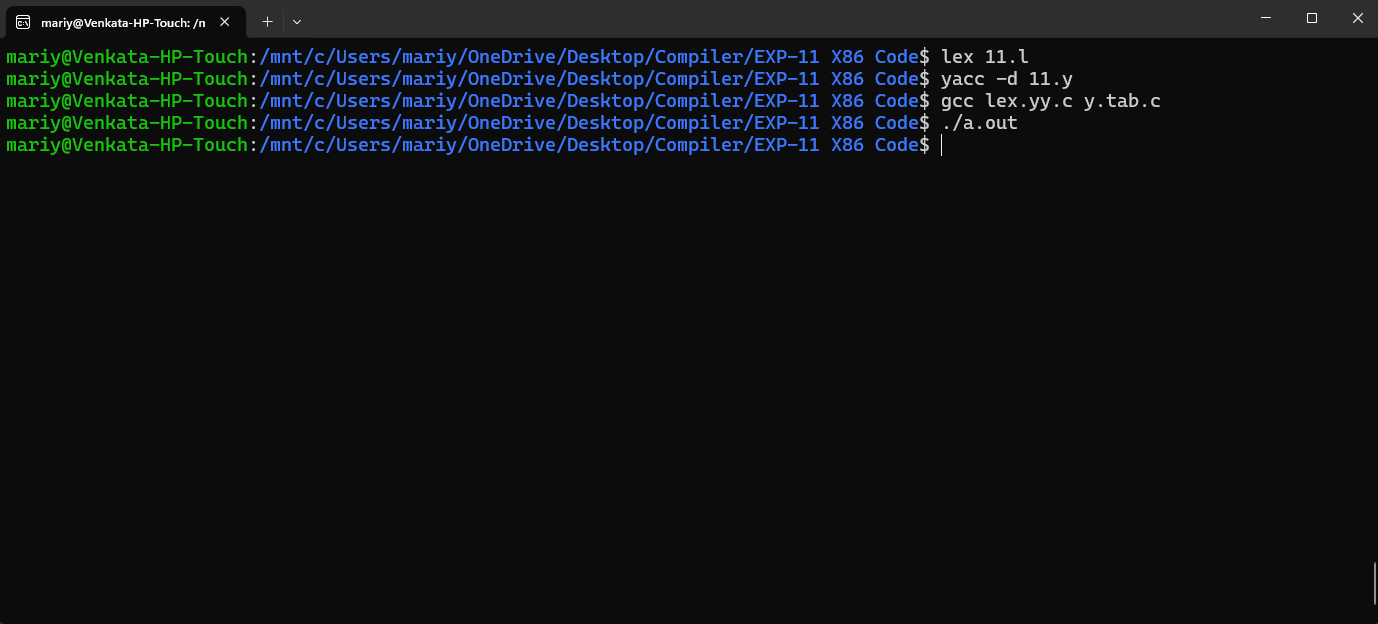 mariy@Venkata-HP-Touch: /n
mariy@Venkata-HP-Touch:/mnt/c/Users/mariy/OneDrive/Desktop/Compiler/EXP-11 X86 Code$ lex 11.l
mariy@Venkata-HP-Touch:/mnt/c/Users/mariy/OneDrive/Desktop/Compiler/EXP-11 X86 Code$ yacc -d 11.y
mariy@Venkata-HP-Touch:/mnt/c/Users/mariy/OneDrive/Desktop/Compiler/EXP-11 X86 Code$ gcc lex.yy.c y.tab.c
mariy@Venkata-HP-Touch:/mnt/c/Users/mariy/OneDrive/Desktop/Compiler/EXP-11 X86 Code$ ./a.out
mariy@Venkata-HP-Touch:/mnt/c/Users/mariy/OneDrive/Desktop/Compiler/EXP-11 X86 Code$